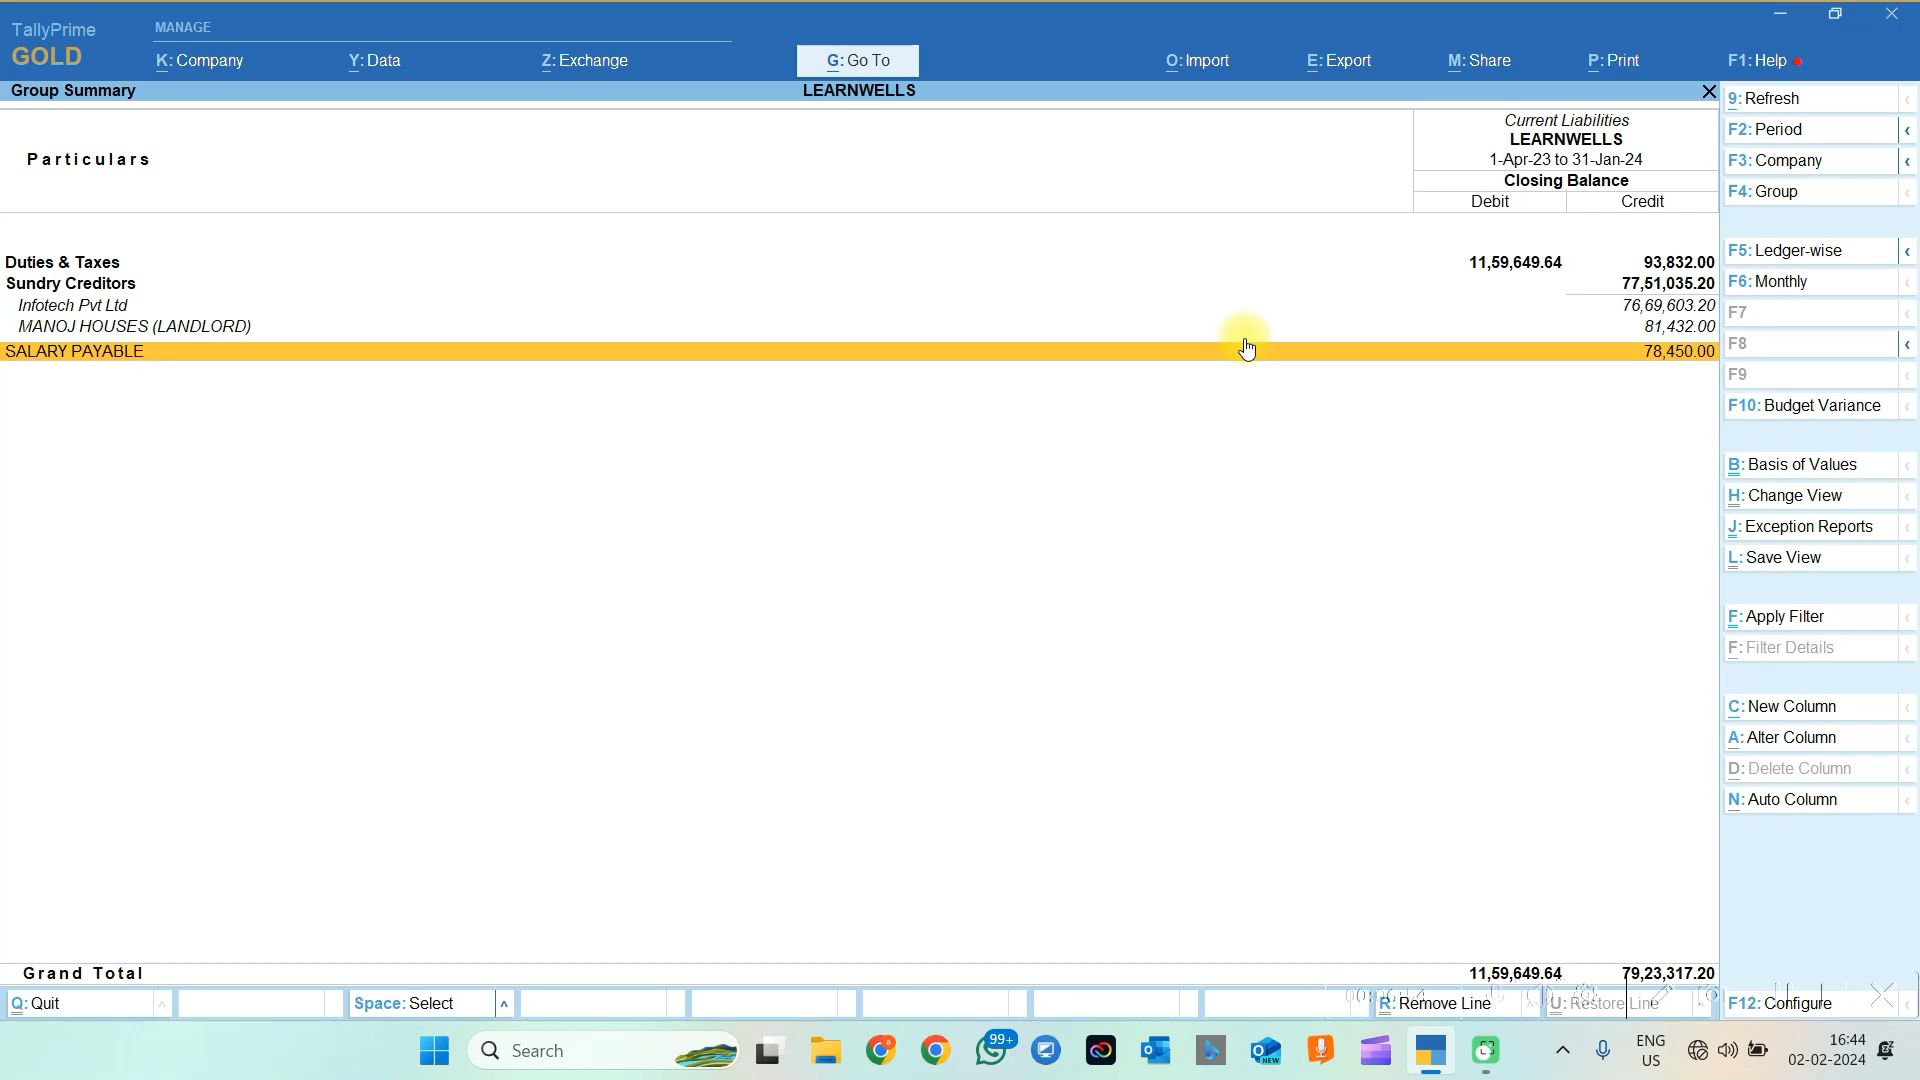 TallyPrime
GOLD
MANAGE
K: Company
Y: Data
Z: Exchange
G: Go To
O: Import
E: Export
M: Share
P: Print
F1: Help
Group Summary
LEARNWELLS
Particulars
Current Liabilities
LEARNWELLS
1-Apr-23 to 31-Jan-24
Closing Balance
Debit Credit
Duties & Taxes 11,59,649.64 93,832.00
Sundry Creditors 77,51,035.20
Infotech Pvt Ltd 76,69,603.20
MANOJ HOUSES (LANDLORD) 81,432.00
SALARY PAYABLE 78,450.00
Grand Total 11,59,649.64 79,23,317.20
9: Refresh
F2: Period
F3: Company
F4: Group
F5: Ledger-wise
F6: Monthly
F7
F8
F9
F10: Budget Variance
B: Basis of Values
H: Change View
J: Exception Reports
L: Save View
F: Apply Filter
F: Filter Details
C: New Column
A: Alter Column
D: Delete Column
N: Auto Column
Q: Quit
Space: Select
R: Remove Line
U: Restore Line
F12: Configure
Search
99+
NEW
ENG
US
16:44
02-02-2024